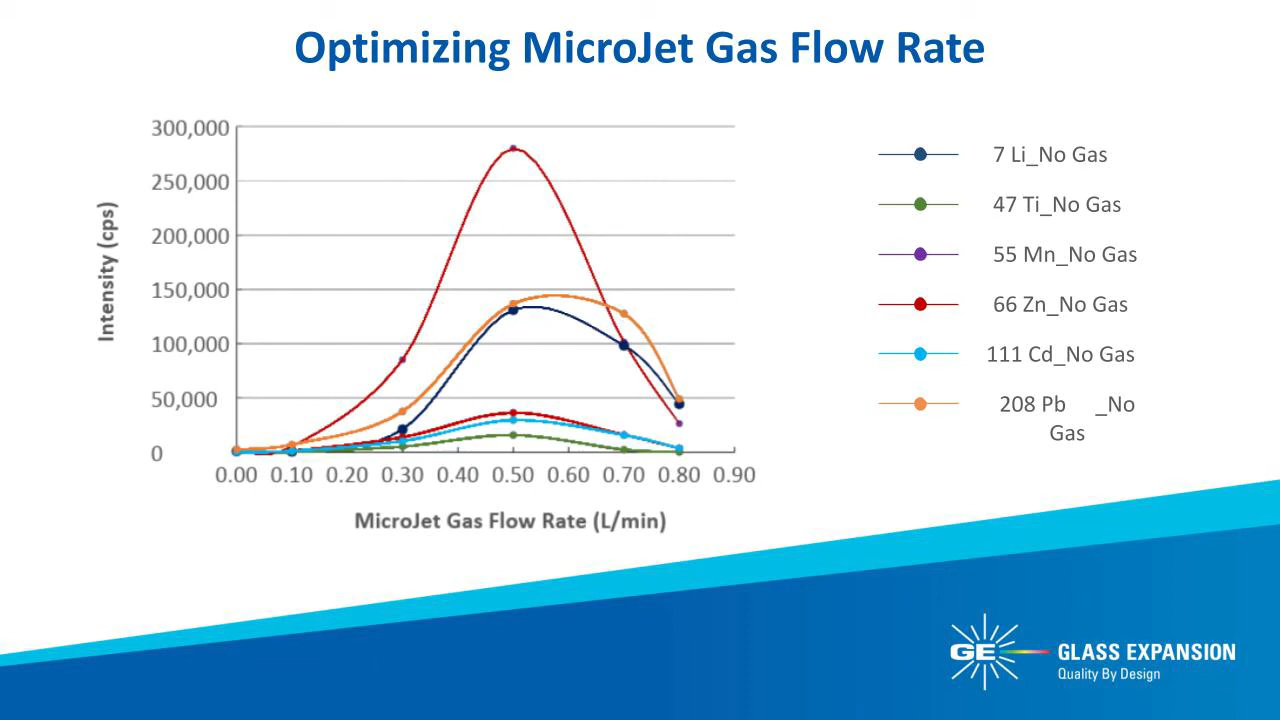 Optimizing MicroJet Gas Flow Rate
300,000
250,000
200,000
150,000
100,000
50,000
0
Intensity (cps)
0.00 0.10 0.20 0.30 0.40 0.50 0.60 0.70 0.80 0.90
MicroJet Gas Flow Rate (L/min)
7 Li_No Gas
47 Ti_No Gas
55 Mn_No Gas
66 Zn_No Gas
111 Cd_No Gas
208 Pb _No
Gas
GE
GLASS EXPANSION
Quality By Design